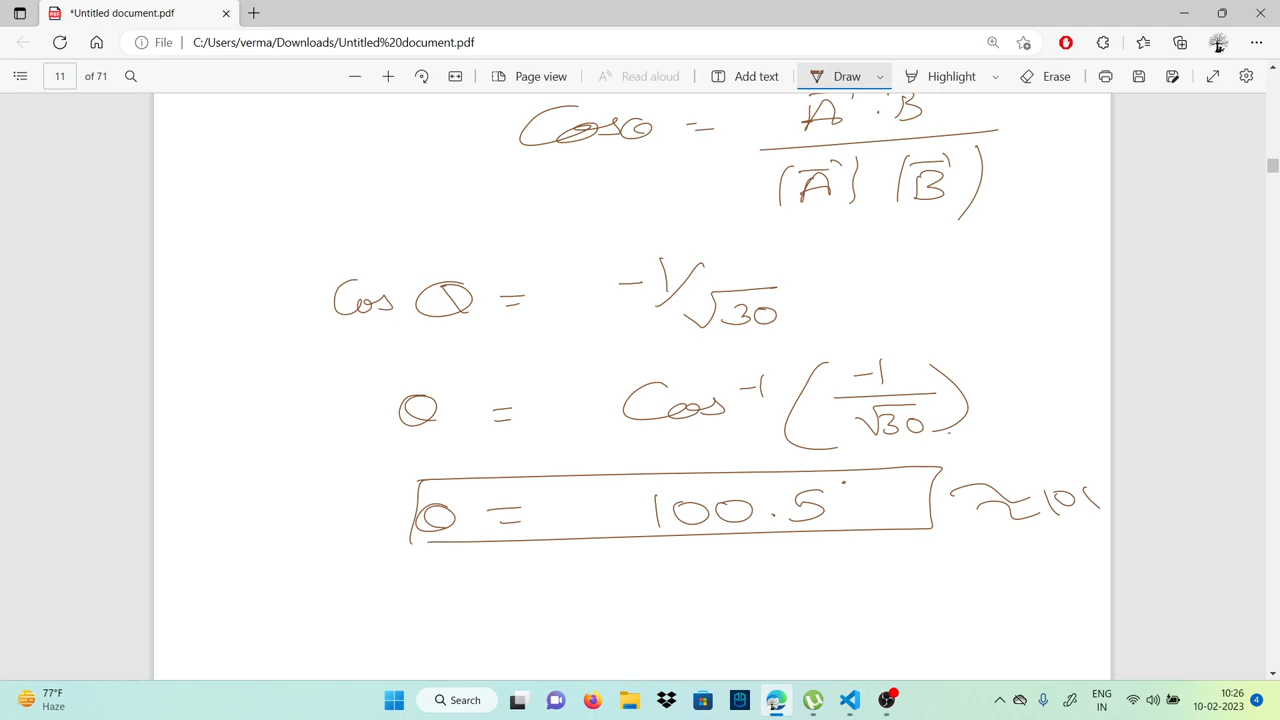 *Untitled document.pdf
File C:/Users/verma/Downloads/Untitled%20document.pdf
11 of 71 Page view Read aloud Add text Draw Highlight Erase
Cosθ = A⃗ . B⃗
|A⃗| |B⃗|
Cos θ = -1/√30
θ = Cos⁻¹ (-1/√30)
θ = 100.5° ≈101
77°F
Haze
Search
ENG
IN
10:26
10-02-2023
4